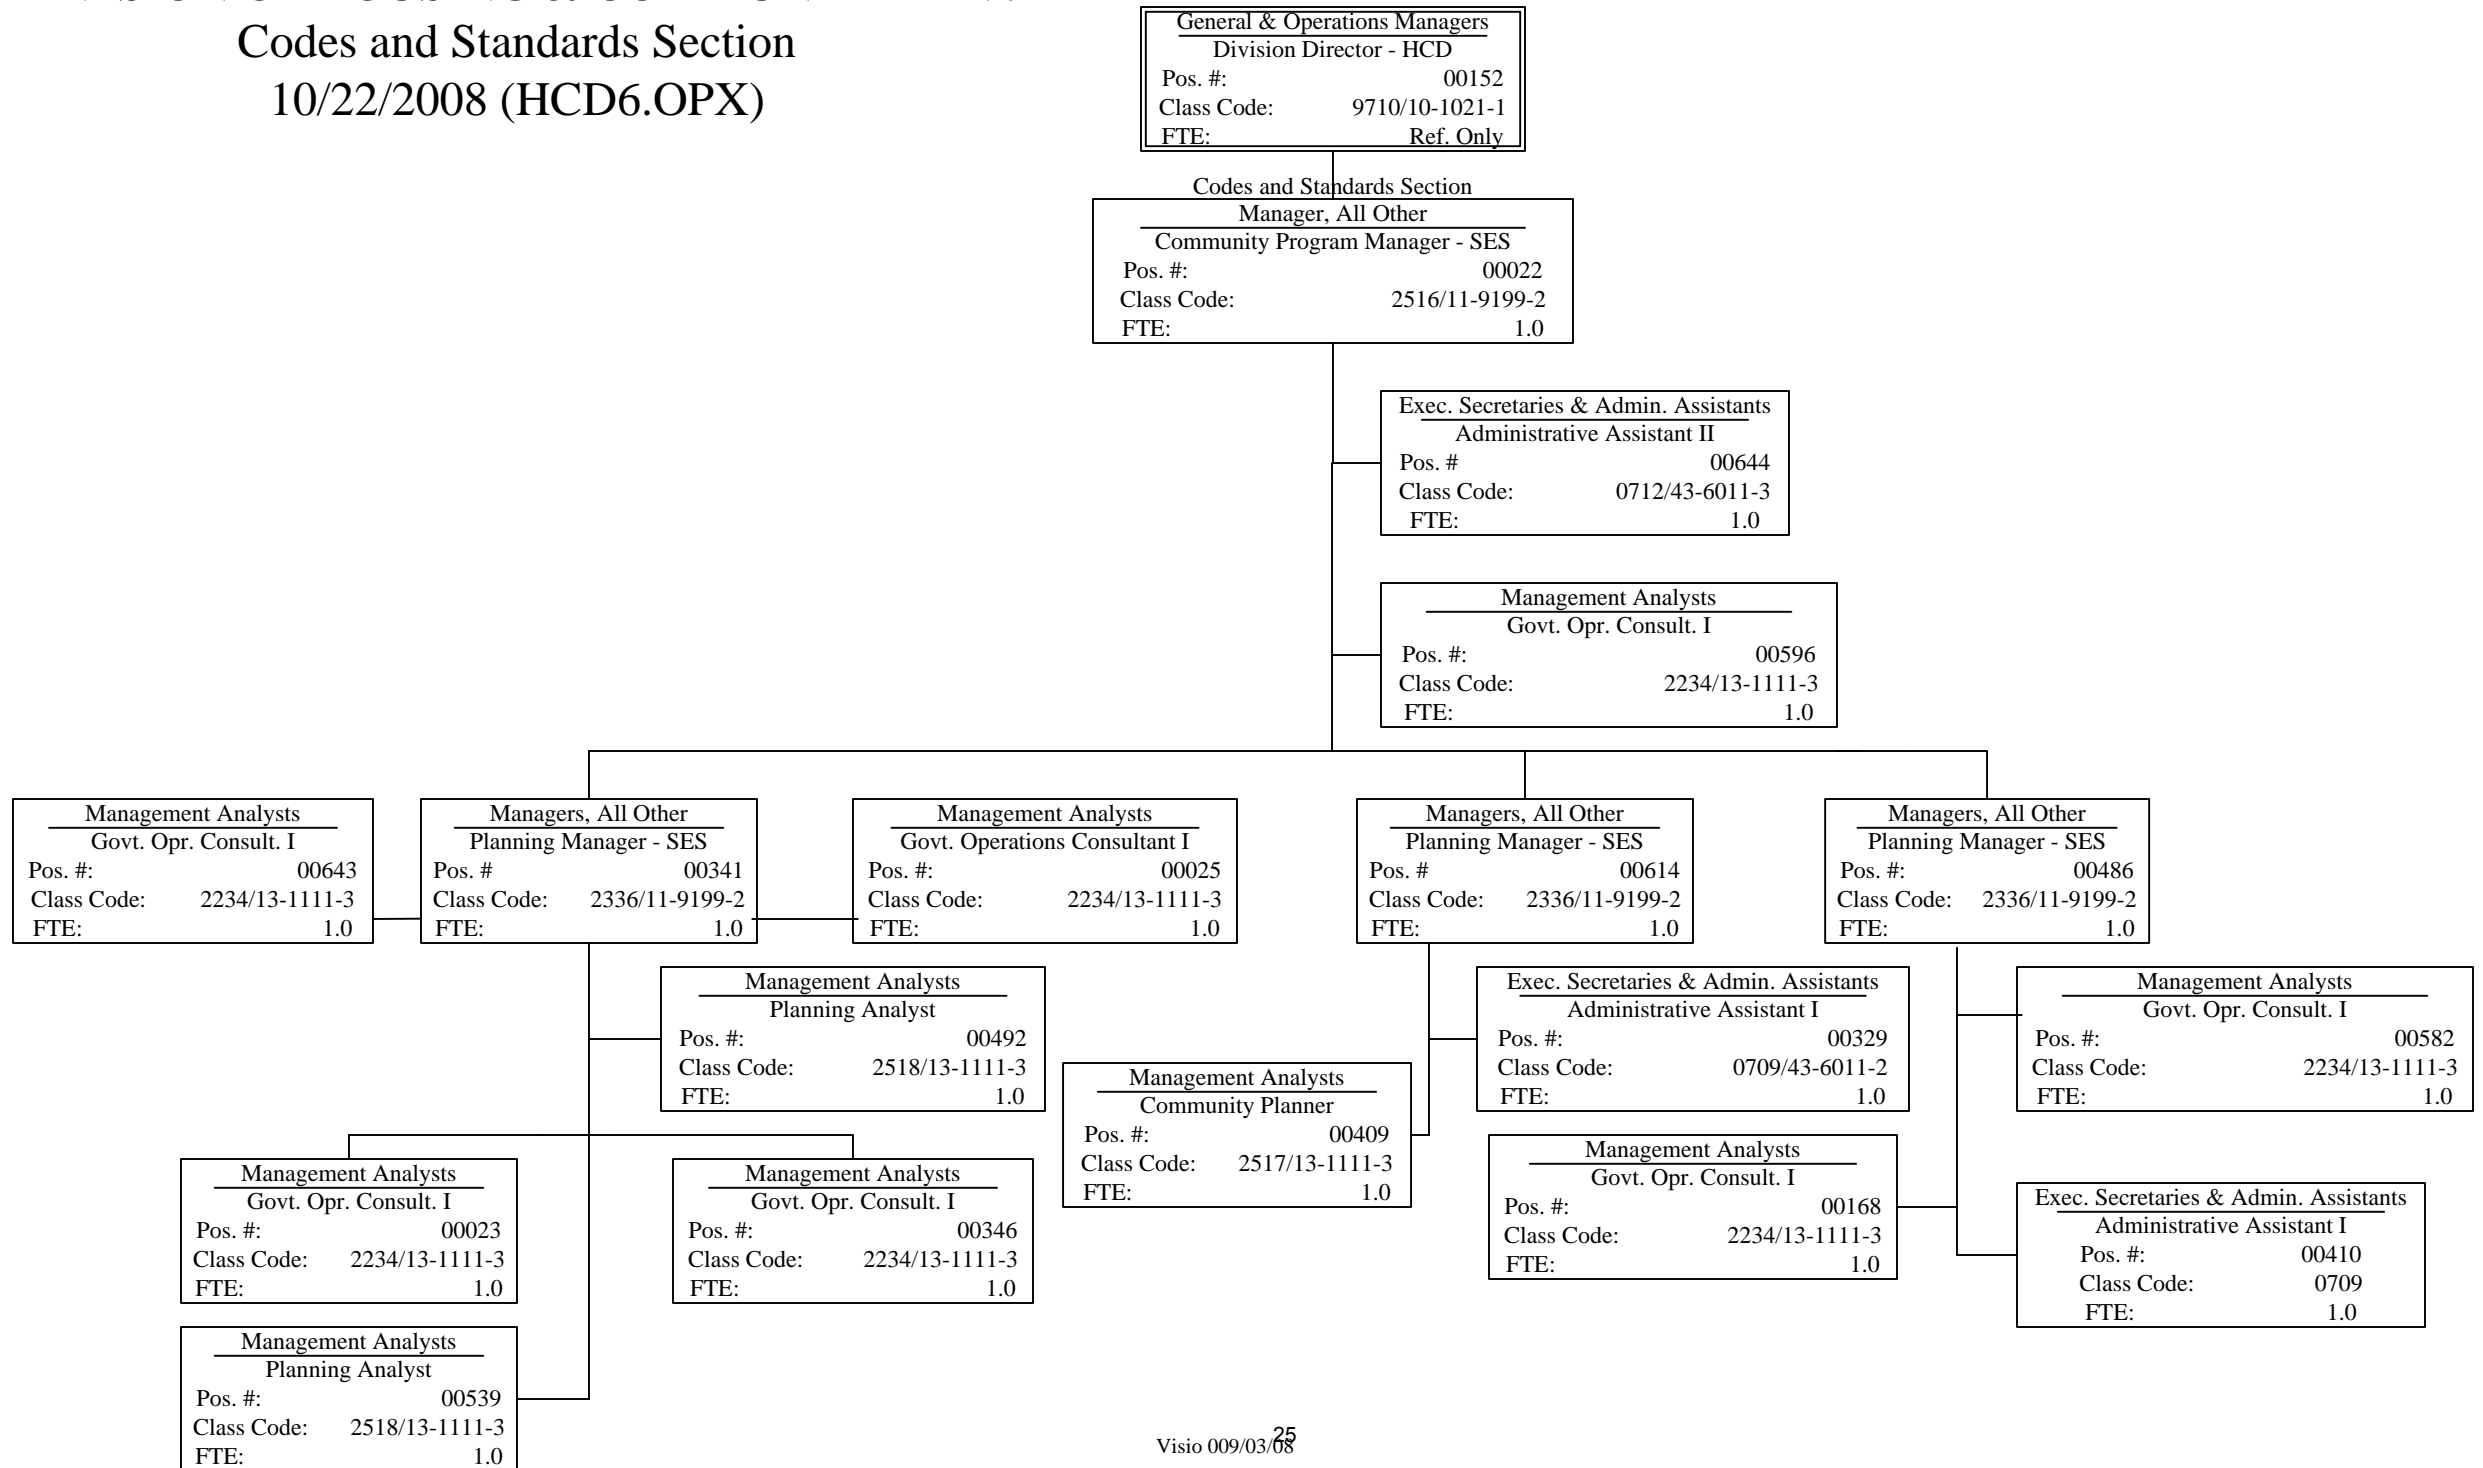 Codes and Standards Section
10/22/2008 (HCD6.OPX)
General & Operations Managers
Division Director - HCD
Pos. #: 00152
Class Code: 9710/10-1021-1
FTE: Ref. Only
Codes and Standards Section
Manager, All Other
Community Program Manager - SES
Pos. #: 00022
Class Code: 2516/11-9199-2
FTE: 1.0
Exec. Secretaries & Admin. Assistants
Administrative Assistant II
Pos. # 00644
Class Code: 0712/43-6011-3
FTE: 1.0
Management Analysts
Govt. Opr. Consult. I
Pos. #: 00596
Class Code: 2234/13-1111-3
FTE: 1.0
Management Analysts
Govt. Opr. Consult. I
Pos. #: 00643
Class Code: 2234/13-1111-3
FTE: 1.0
Managers, All Other
Planning Manager - SES
Pos. # 00341
Class Code: 2336/11-9199-2
FTE: 1.0
Management Analysts
Govt. Operations Consultant I
Pos. #: 00025
Class Code: 2234/13-1111-3
FTE: 1.0
Managers, All Other
Planning Manager - SES
Pos. # 00614
Class Code: 2336/11-9199-2
FTE: 1.0
Managers, All Other
Planning Manager - SES
Pos. #: 00486
Class Code: 2336/11-9199-2
FTE: 1.0
Management Analysts
Planning Analyst
Pos. #: 00492
Class Code: 2518/13-1111-3
FTE: 1.0
Exec. Secretaries & Admin. Assistants
Administrative Assistant I
Pos. #: 00329
Class Code: 0709/43-6011-2
FTE: 1.0
Management Analysts
Govt. Opr. Consult. I
Pos. #: 00582
Class Code: 2234/13-1111-3
FTE: 1.0
Management Analysts
Community Planner
Pos. #: 00409
Class Code: 2517/13-1111-3
FTE: 1.0
Management Analysts
Govt. Opr. Consult. I
Pos. #: 00168
Class Code: 2234/13-1111-3
FTE: 1.0
Management Analysts
Govt. Opr. Consult. I
Pos. #: 00023
Class Code: 2234/13-1111-3
FTE: 1.0
Management Analysts
Govt. Opr. Consult. I
Pos. #: 00346
Class Code: 2234/13-1111-3
FTE: 1.0
Exec. Secretaries & Admin. Assistants
Administrative Assistant I
Pos. #: 00410
Class Code: 0709
FTE: 1.0
Management Analysts
Planning Analyst
Pos. #: 00539
Class Code: 2518/13-1111-3
FTE: 1.0
25
Visio 009/03/08